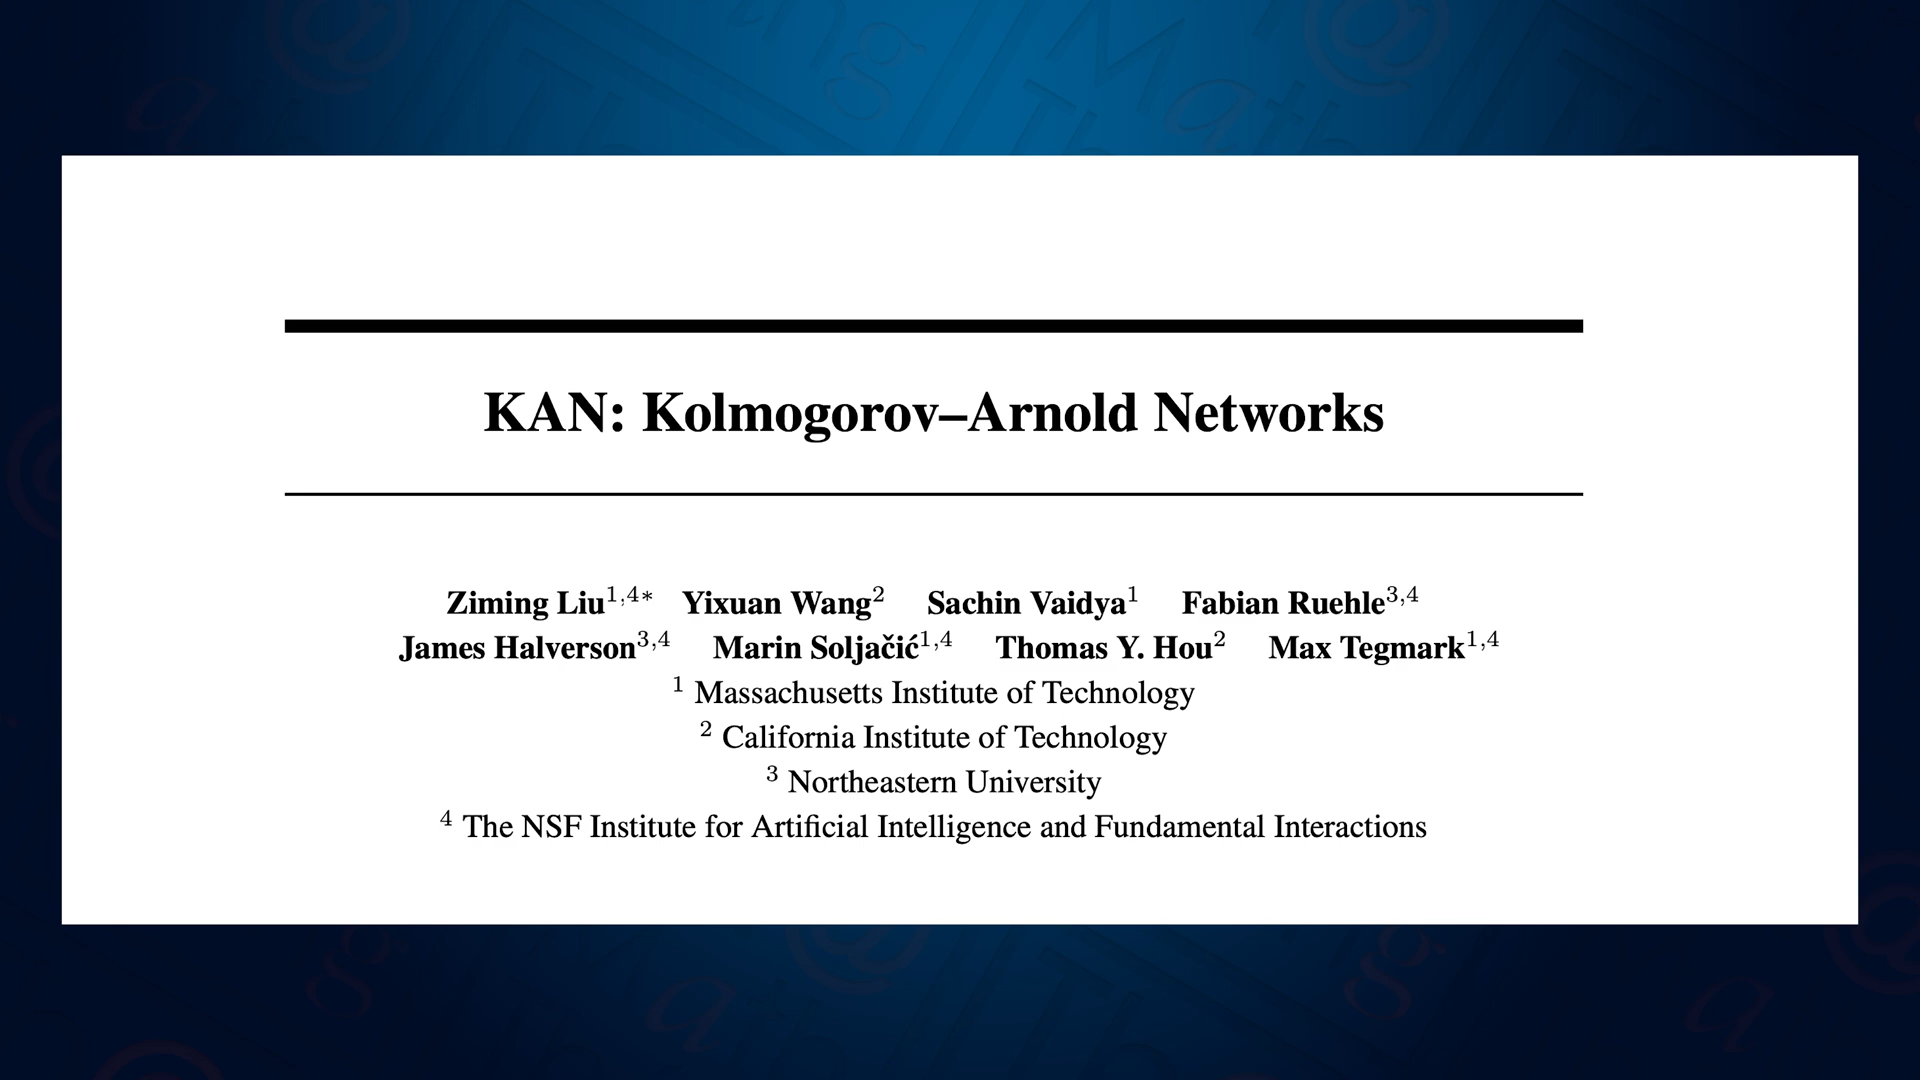 KAN: Kolmogorov–Arnold Networks
Ziming Liu¹,⁴* Yixuan Wang² Sachin Vaidya¹ Fabian Ruehle³,⁴
James Halverson³,⁴ Marin Soljačić¹,⁴ Thomas Y. Hou² Max Tegmark¹,⁴
¹ Massachusetts Institute of Technology
² California Institute of Technology
³ Northeastern University
⁴ The NSF Institute for Artificial Intelligence and Fundamental Interactions